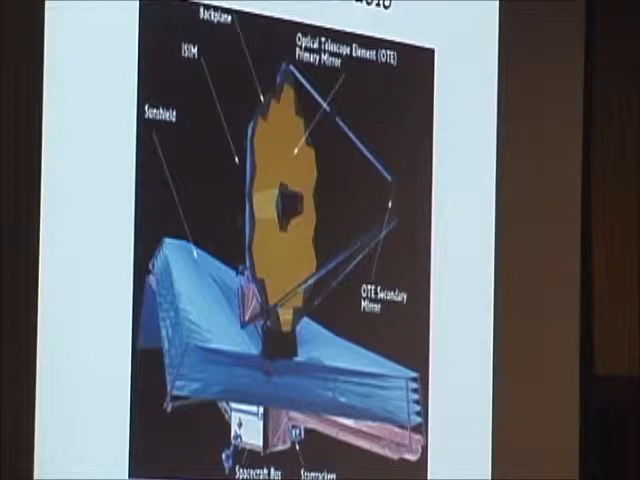 Backplane
Optical Telescope Element (OTE)
Primary Mirror
ISIM
Sunshield
OTE Secondary
Mirror
Spacecraft Bus
Startrackers